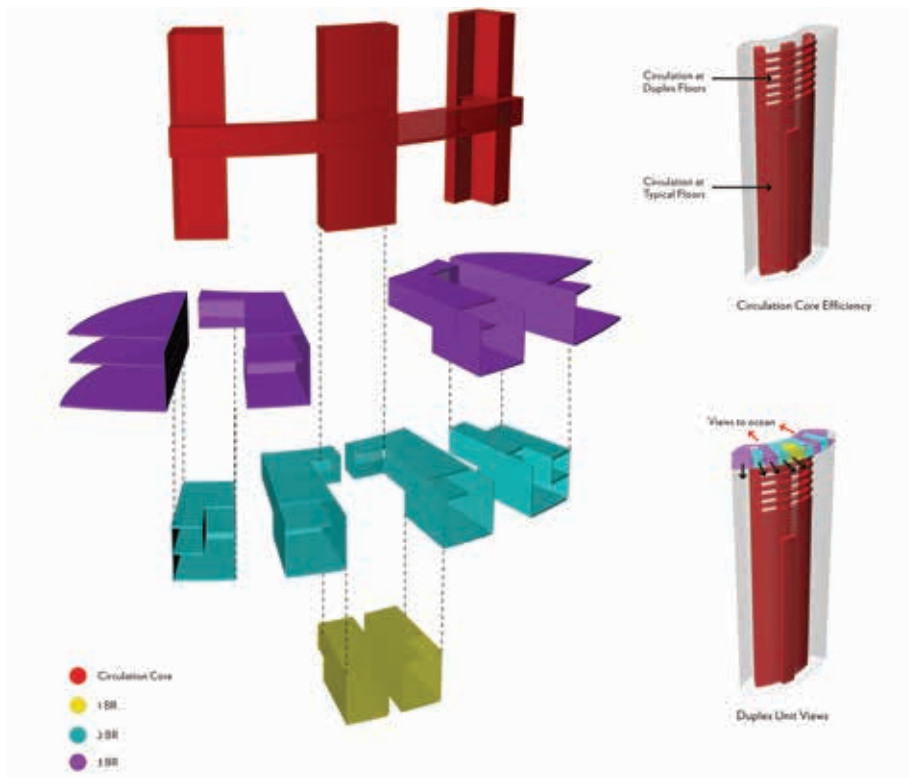 Circulation at
Duplex Floors
Circulation at
Typical Floors
Circulation Core Efficiency
Views to ocean
Duplex Unit Views
Circulation Core
1 BR
2 BR
3 BR